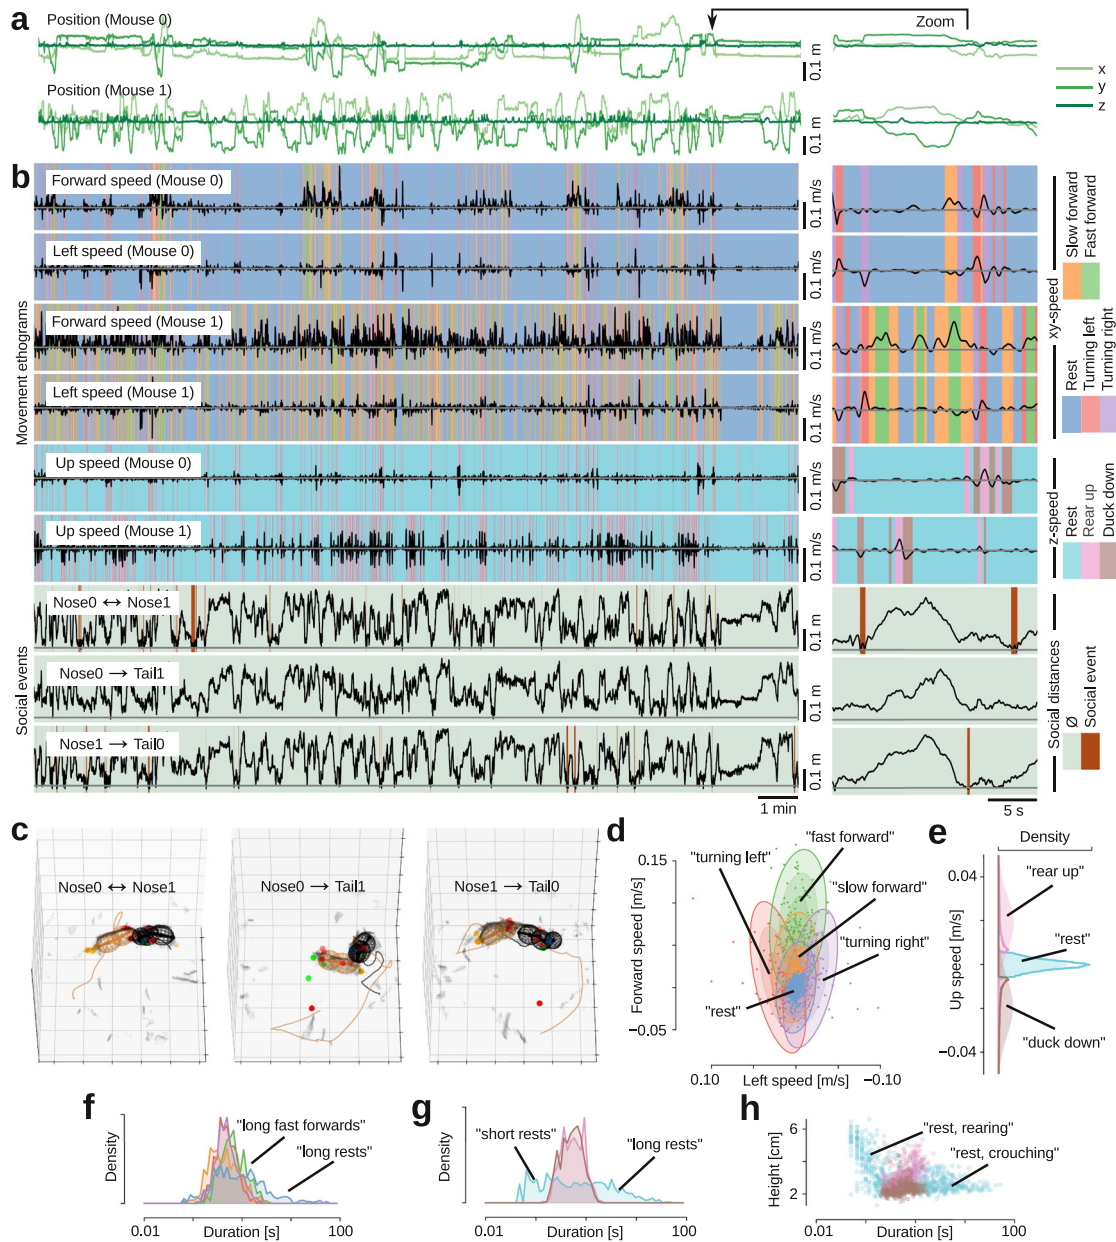 a
Position (Mouse 0)
Zoom
0.1 m
x
y
z
Position (Mouse 1)
0.1 m
b
Movement ethograms
Forward speed (Mouse 0)
0.1 m/s
Left speed (Mouse 0)
0.1 m/s
Forward speed (Mouse 1)
0.1 m/s
Left speed (Mouse 1)
0.1 m/s
Up speed (Mouse 0)
0.1 m/s
Up speed (Mouse 1)
0.1 m/s
xy-speed
Slow forward
Fast forward
Rest
Turning left
Turning right
z-speed
Rest
Rear up
Duck down
Social events
Nose0 ↔ Nose1
0.1 m
Nose0 → Tail1
0.1 m
Nose1 → Tail0
0.1 m
Social distances
Ø
Social event
1 min
5 s
c
Nose0 ↔ Nose1
Nose0 → Tail1
Nose1 → Tail0
d
Forward speed [m/s]
0.15
−0.05
"turning left"
"fast forward"
"slow forward"
"turning right"
"rest"
0.10
−0.10
Left speed [m/s]
e
Density
Up speed [m/s]
0.04
−0.04
"rear up"
"rest"
"duck down"
f
Density
"long fast forwards"
"long rests"
0.01
100
Duration [s]
g
Density
"short rests"
"long rests"
0.01
100
Duration [s]
h
Height [cm]
6
4
2
"rest, rearing"
"rest, crouching"
0.01
100
Duration [s]